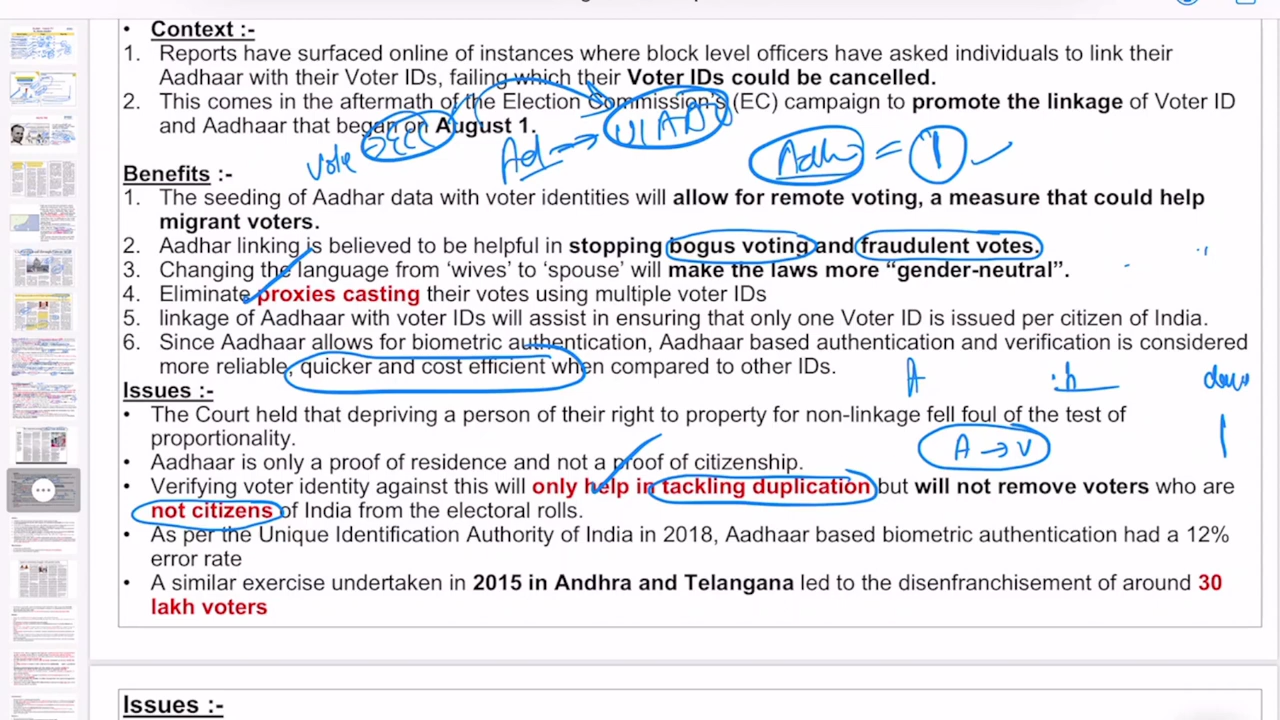 • Context :-
1. Reports have surfaced online of instances where block level officers have asked individuals to link their
Aadhaar with their Voter IDs, failing which their Voter IDs could be cancelled.
2. This comes in the aftermath of the Election Commission's (EC) campaign to promote the linkage of Voter ID
and Aadhaar that began on August 1.
Vote
UIADU
Adh
= 1
Benefits :-
1. The seeding of Aadhar data with voter identities will allow for remote voting, a measure that could help
migrant voters.
2. Aadhar linking is believed to be helpful in stopping bogus voting and fraudulent votes.
3. Changing the language from 'wives' to 'spouse' will make the laws more “gender-neutral”.
4. Eliminate proxies casting their votes using multiple voter IDs
5. linkage of Aadhaar with voter IDs will assist in ensuring that only one Voter ID is issued per citizen of India.
6. Since Aadhaar allows for biometric authentication, Aadhaar based authentication and verification is considered
more reliable, quicker and cost efficient when compared to other IDs.
A
Issues :-
• The Court held that depriving a person of their right to property for non-linkage fell foul of the test of
proportionality.
A → V
• Aadhaar is only a proof of residence and not a proof of citizenship.
• Verifying voter identity against this will only help in tackling duplication but will not remove voters who are
not citizens of India from the electoral rolls.
• As per the Unique Identification Authority of India in 2018, Aadhaar based biometric authentication had a 12%
error rate
• A similar exercise undertaken in 2015 in Andhra and Telangana led to the disenfranchisement of around 30
lakh voters
Issues :-